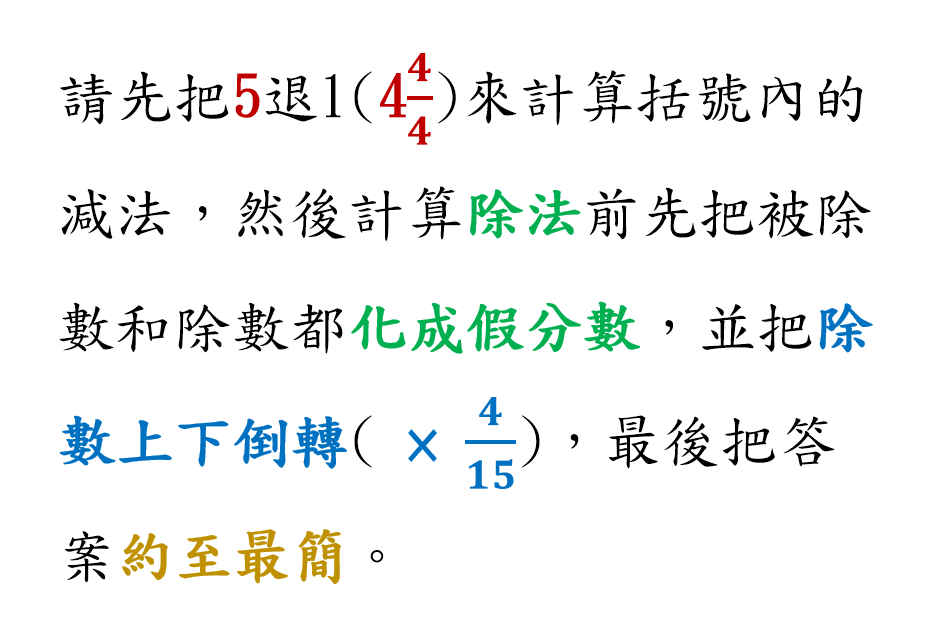 請先把5退1(4 4/4)來計算括號內的
減法，然後計算除法前先把被除
數和除數都化成假分數，並把除
數上下倒轉( × 4/15)，最後把答
案約至最簡。